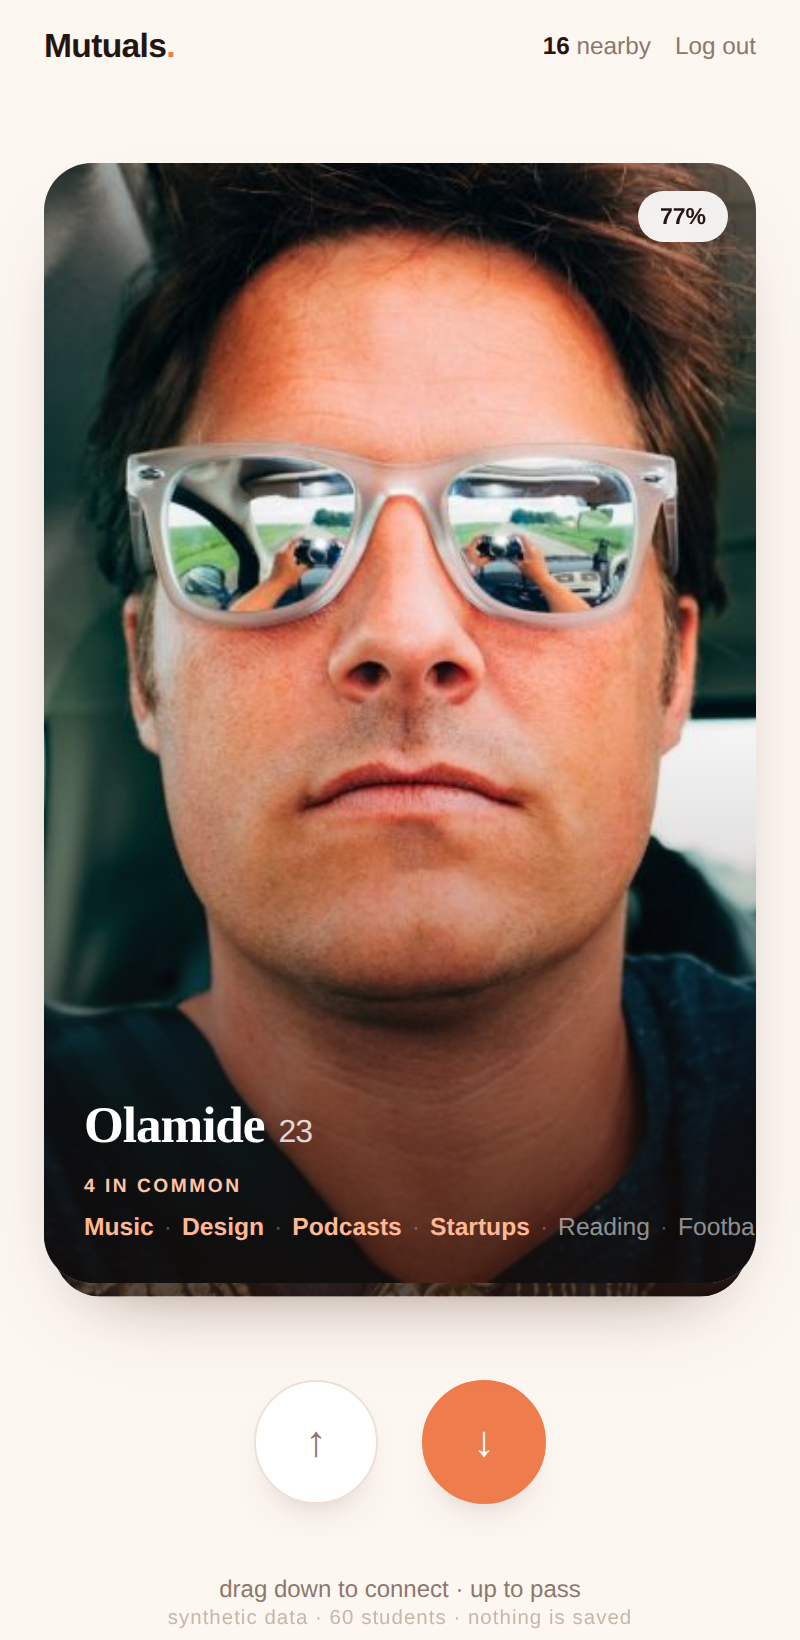 Mutuals.
16 nearby Log out
77%
Olamide 23
4 IN COMMON
Music · Design · Podcasts · Startups · Reading · Footba
↑ ↓
drag down to connect · up to pass
synthetic data · 60 students · nothing is saved